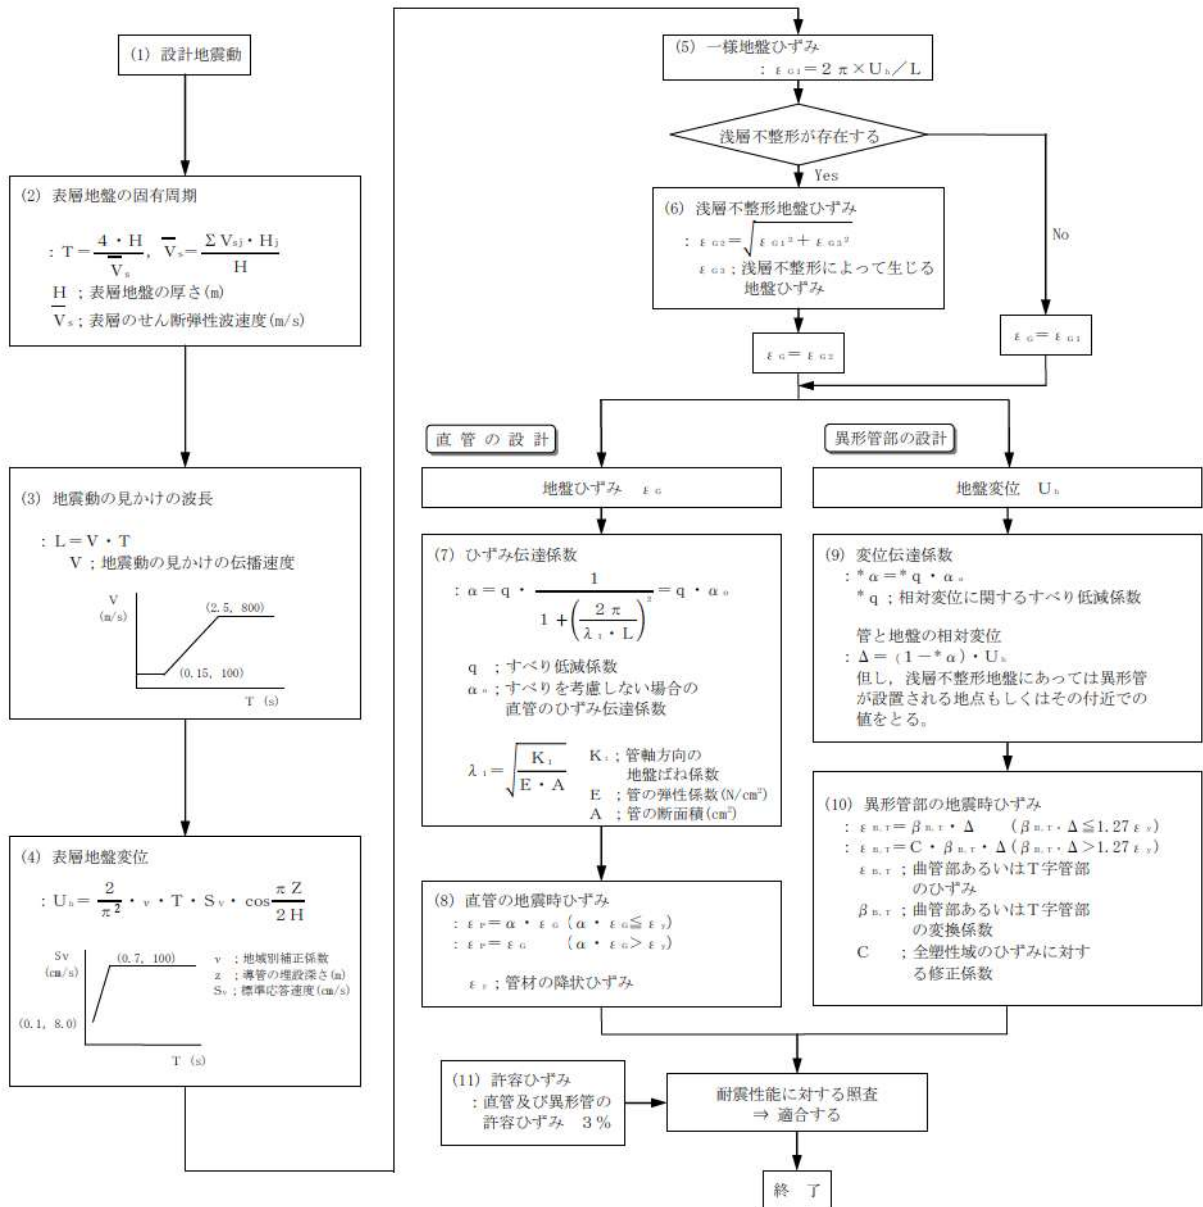 (1) 設計地震動
(2) 表層地盤の固有周期
: T=4・H/V̅s, V̅s=ΣVsj・Hj/H
H ; 表層地盤の厚さ(m)
V̅s ; 表層のせん断弾性波速度(m/s)
(3) 地震動の見かけの波長
: L=V・T
V ; 地震動の見かけの伝播速度
V
(m/s)
(2.5, 800)
(0.15, 100)
T (s)
(4) 表層地盤変位
: Uh=2/π²・ν・T・Sv・cos πZ/2H
Sv
(cm/s)
(0.7, 100)
(0.1, 8.0)
T (s)
ν ; 地域別補正係数
z ; 導管の埋設深さ(m)
Sv ; 標準応答速度(cm/s)
(5) 一様地盤ひずみ
: εG1=2π×Uh/L
浅層不整形が存在する
Yes
No
(6) 浅層不整形地盤ひずみ
: εG2=√(εG1²+εG3²)
εG3 ; 浅層不整形によって生じる
地盤ひずみ
εG=εG2
εG=εG1
直管の設計
地盤ひずみ εG
(7) ひずみ伝達係数
: α=q・1/(1+(2π/(λ1・L))²)=q・αo
q ; すべり低減係数
αo ; すべりを考慮しない場合の
直管のひずみ伝達係数
λ1=√(K1/(E・A))
K1 ; 管軸方向の
地盤ばね係数
E ; 管の弾性係数(N/cm²)
A ; 管の断面積(cm²)
(8) 直管の地震時ひずみ
: εP=α・εG (α・εG≦εy)
: εP=εG (α・εG>εy)
εy ; 管材の降状ひずみ
異形管部の設計
地盤変位 Uh
(9) 変位伝達係数
: *α=*q・αo
*q ; 相対変位に関するすべり低減係数
管と地盤の相対変位
: Δ=(1-*α)・Uh
但し, 浅層不整形地盤にあっては異形管
が設置される地点もしくはその付近での
値をとる。
(10) 異形管部の地震時ひずみ
: εB,T=βB,T・Δ (βB,T・Δ≦1.27εy)
: εB,T=C・βB,T・Δ (βB,T・Δ>1.27εy)
εB,T ; 曲管部あるいはT字管部
のひずみ
βB,T ; 曲管部あるいはT字管部
の変換係数
C ; 全塑性域のひずみに対す
る修正係数
(11) 許容ひずみ
: 直管及び異形管の
許容ひずみ 3%
耐震性能に対する照査
⇒ 適合する
終 了